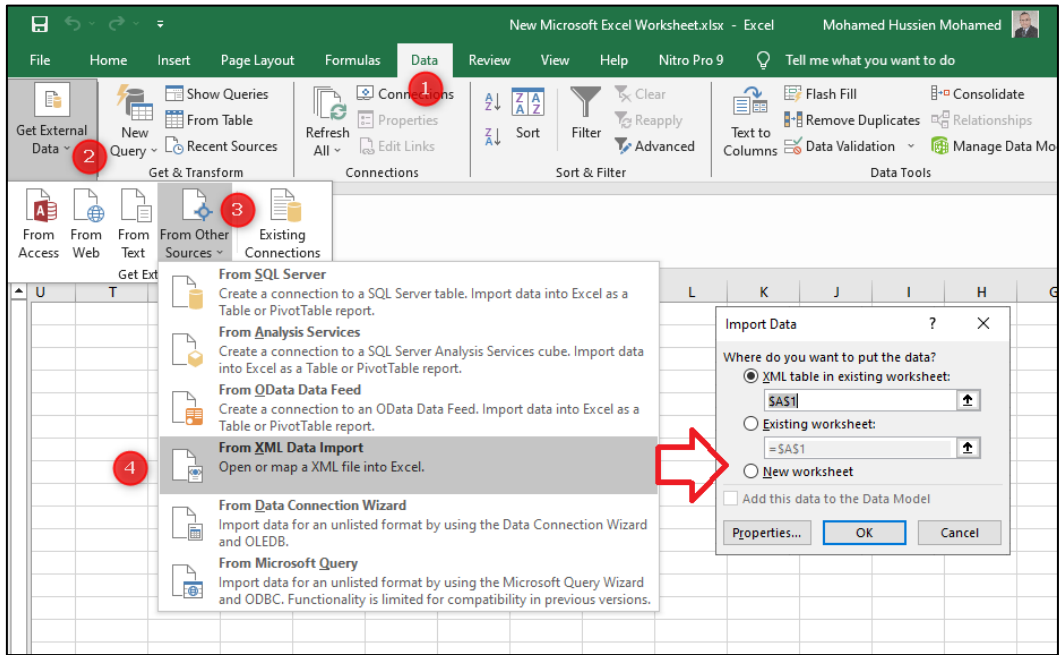 New Microsoft Excel Worksheet.xlsx - Excel
Mohamed Hussien Mohamed
File Home Insert Page Layout Formulas Data Review View Help Nitro Pro 9 Tell me what you want to do
1
Get External
Data
2
New
Query
Show Queries
From Table
Recent Sources
Get & Transform
Refresh
All
Connections
Properties
Edit Links
Connections
Sort
Filter
Clear
Reapply
Advanced
Sort & Filter
Text to
Columns
Flash Fill
Remove Duplicates
Data Validation
Consolidate
Relationships
Manage Data Mo
Data Tools
From
Access
From
Web
From
Text
From Other
Sources
3
Existing
Connections
Get Ext
U T L K J I H G
From SQL Server
Create a connection to a SQL Server table. Import data into Excel as a
Table or PivotTable report.
From Analysis Services
Create a connection to a SQL Server Analysis Services cube. Import data
into Excel as a Table or PivotTable report.
From OData Data Feed
Create a connection to an OData Data Feed. Import data into Excel as a
Table or PivotTable report.
4
From XML Data Import
Open or map a XML file into Excel.
From Data Connection Wizard
Import data for an unlisted format by using the Data Connection Wizard
and OLEDB.
From Microsoft Query
Import data for an unlisted format by using the Microsoft Query Wizard
and ODBC. Functionality is limited for compatibility in previous versions.
Import Data ?
Where do you want to put the data?
XML table in existing worksheet:
$A$1
Existing worksheet:
=$A$1
New worksheet
Add this data to the Data Model
Properties... OK Cancel